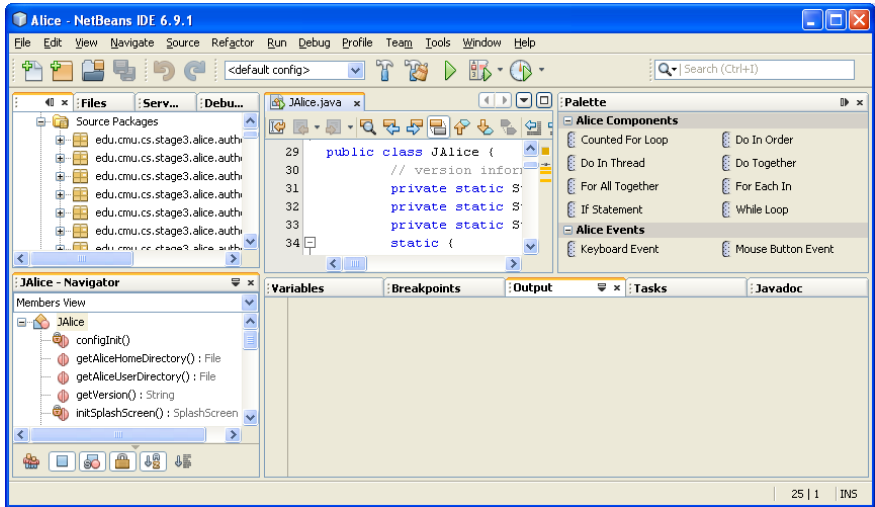 Alice - NetBeans IDE 6.9.1
File Edit View Navigate Source Refactor Run Debug Profile Team Tools Window Help
<default config> Search (Ctrl+I)
Files Serv... Debu...
Source Packages
edu.cmu.cs.stage3.alice.auth
edu.cmu.cs.stage3.alice.auth
edu.cmu.cs.stage3.alice.auth
edu.cmu.cs.stage3.alice.auth
edu.cmu.cs.stage3.alice.auth
edu.cmu.cs.stage3.alice.auth
JAlice.java
29 public class JAlice {
30 // version inform
31 private static S
32 private static S
33 private static S
34 static {
Palette
Alice Components
Counted For Loop Do In Order
Do In Thread Do Together
For All Together For Each In
If Statement While Loop
Alice Events
Keyboard Event Mouse Button Event
JAlice - Navigator
Members View
JAlice
configInit()
getAliceHomeDirectory() : File
getAliceUserDirectory() : File
getVersion() : String
initSplashScreen() : SplashScreen
Variables Breakpoints Output Tasks Javadoc
25 | 1 INS